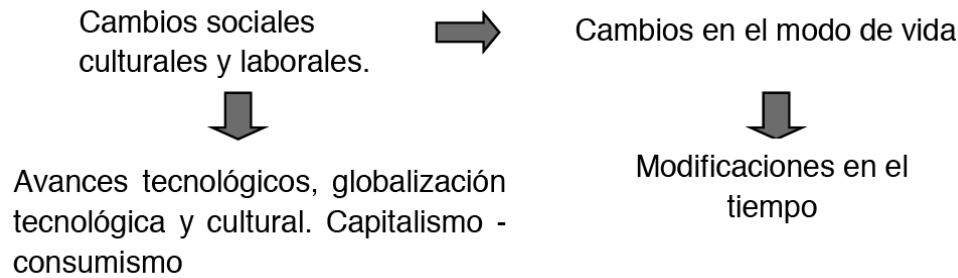 Cambios sociales
culturales y laborales.
Cambios en el modo de vida
Avances tecnológicos, globalización
tecnológica y cultural. Capitalismo -
consumismo
Modificaciones en el
tiempo